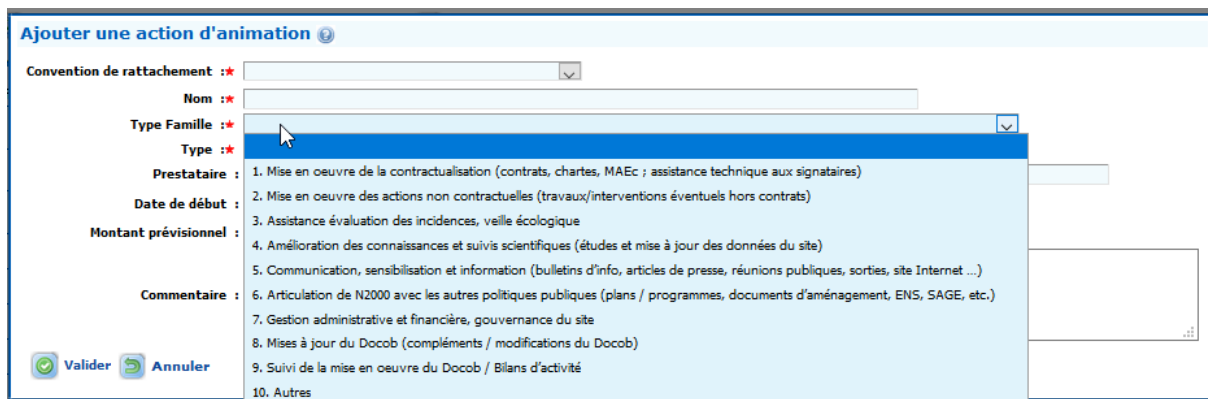 Ajouter une action d'animation
Convention de rattachement :★
Nom :★
Type Famille :★
Type :★
1. Mise en oeuvre de la contractualisation (contrats, chartes, MAEc ; assistance technique aux signataires)
Prestataire :
2. Mise en oeuvre des actions non contractuelles (travaux/interventions éventuels hors contrats)
Date de début :
3. Assistance évaluation des incidences, veille écologique
Montant prévisionnel :
4. Amélioration des connaissances et suivis scientifiques (études et mise à jour des données du site)
5. Communication, sensibilisation et information (bulletins d'info, articles de presse, réunions publiques, sorties, site Internet ...)
Commentaire :
6. Articulation de N2000 avec les autres politiques publiques (plans / programmes, documents d'aménagement, ENS, SAGE, etc.)
7. Gestion administrative et financière, gouvernance du site
8. Mises à jour du Docob (compléments / modifications du Docob)
9. Suivi de la mise en oeuvre du Docob / Bilans d'activité
10. Autres
Valider
Annuler